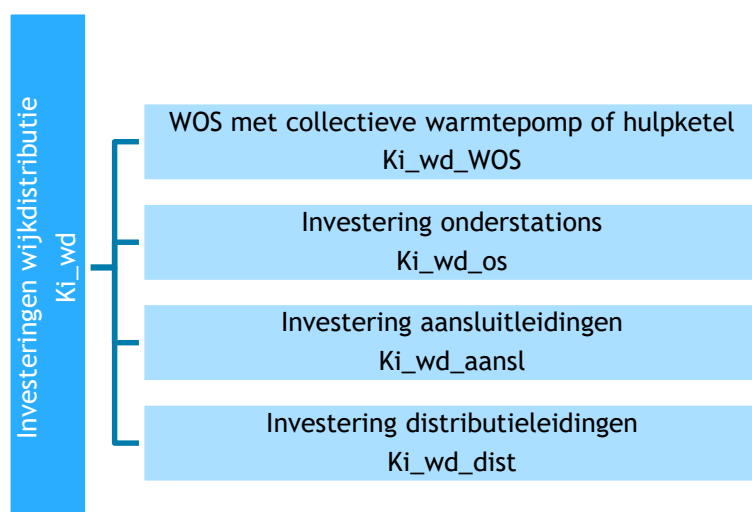 Investeringen wijkdistributie
Ki_wd
WOS met collectieve warmtepomp of hulpketel
Ki_wd_WOS
Investering onderstations
Ki_wd_os
Investering aansluitleidingen
Ki_wd_aansl
Investering distributieleidingen
Ki_wd_dist